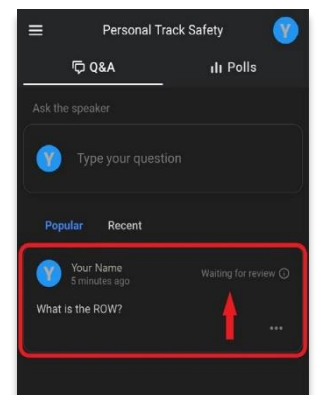 Personal Track Safety Y
Q&A Polls
Ask the speaker
Y Type your question
Popular Recent
Y Your Name Waiting for review
5 minutes ago
What is the ROW?